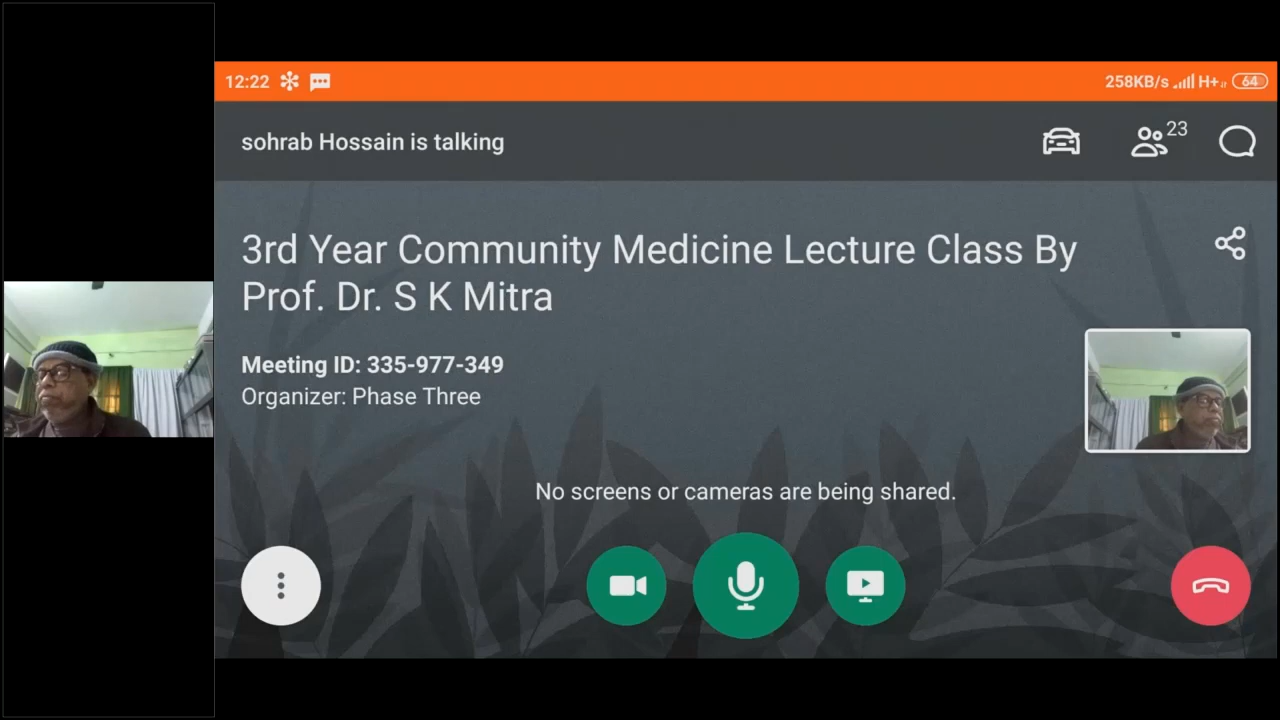 12:22
258KB/s H+ 64
sohrab Hossain is talking
23
3rd Year Community Medicine Lecture Class By
Prof. Dr. S K Mitra
Meeting ID: 335-977-349
Organizer: Phase Three
No screens or cameras are being shared.